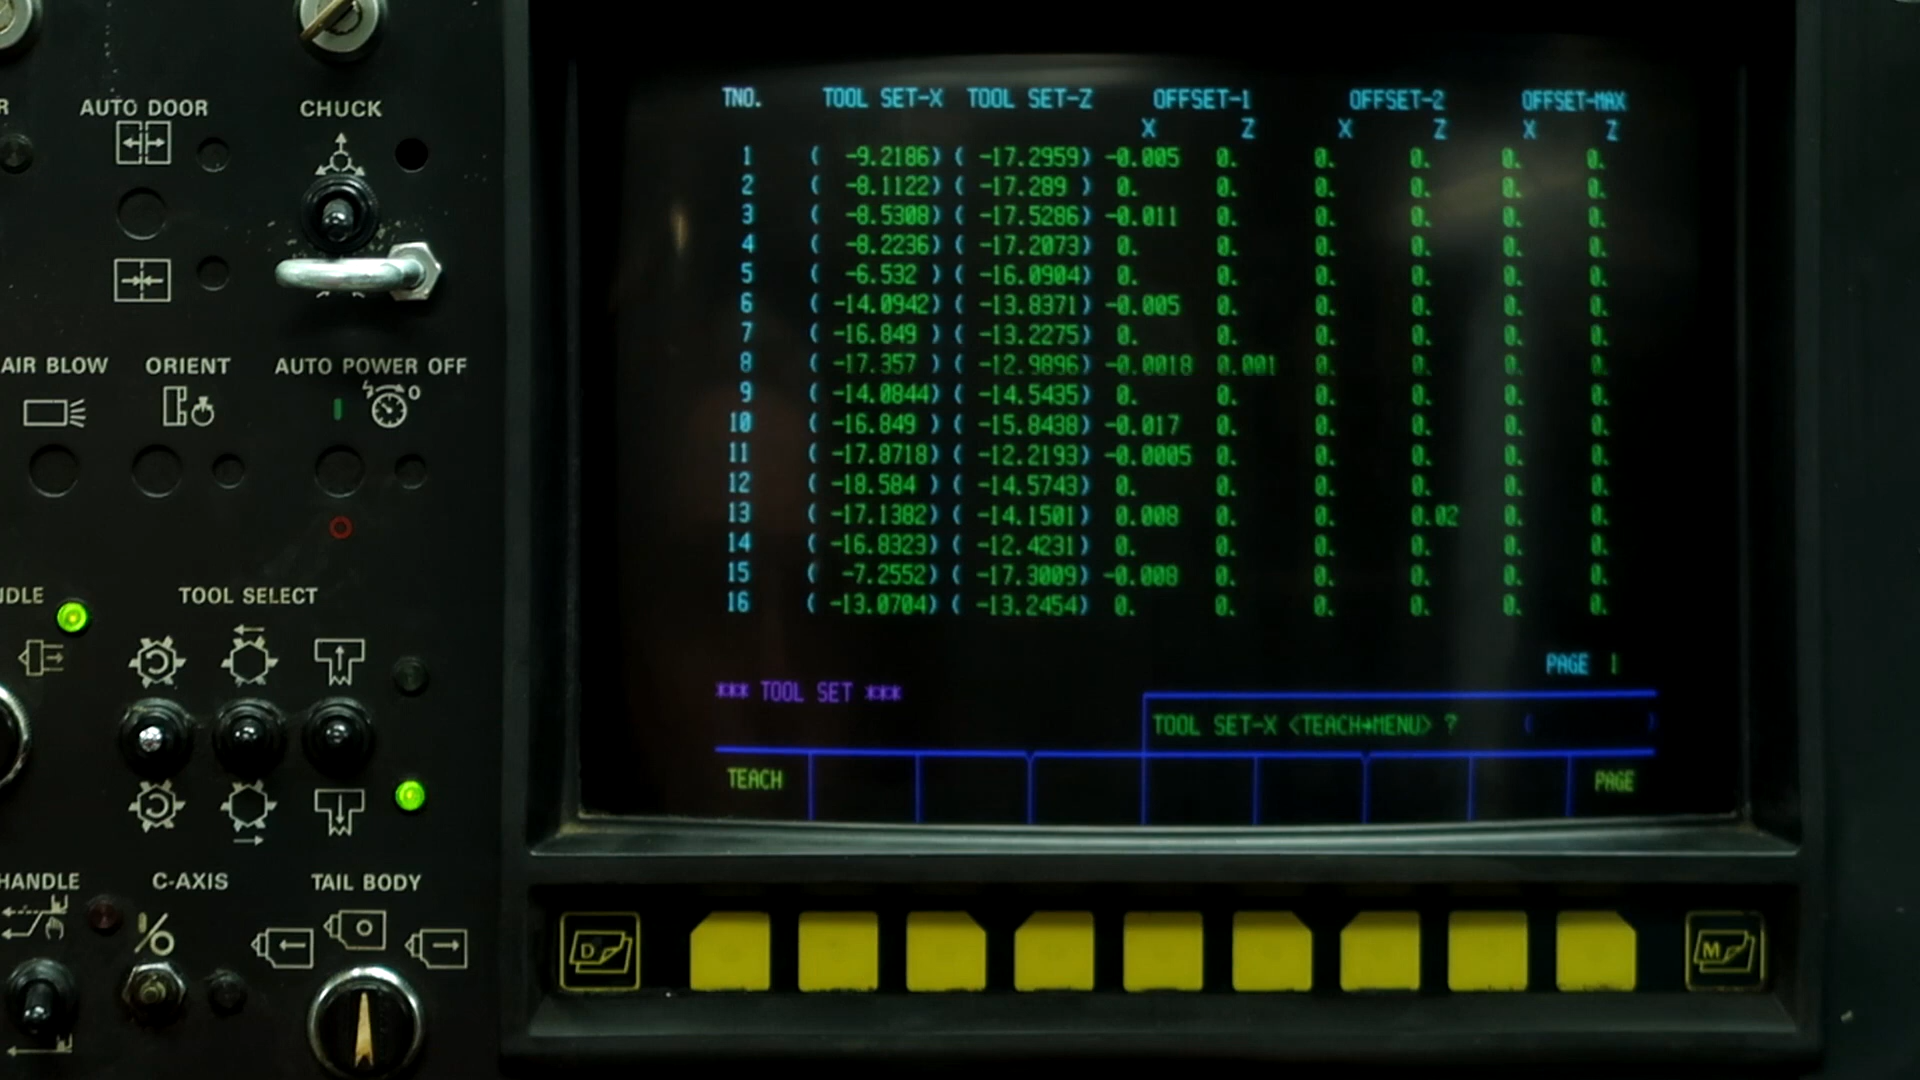 AUTO DOOR
CHUCK
AIR BLOW
ORIENT
AUTO POWER OFF
TOOL SELECT
HANDLE
C-AXIS
TAIL BODY
TNO. TOOL SET-X TOOL SET-Z OFFSET-1 OFFSET-2 OFFSET-MAX
X Z X Z X Z
1 ( -9.2186) ( -17.2959) -0.005 0. 0. 0. 0. 0.
2 ( -8.1122) ( -17.289 ) 0. 0. 0. 0. 0. 0.
3 ( -8.5308) ( -17.5286) -0.011 0. 0. 0. 0. 0.
4 ( -8.2236) ( -17.2073) 0. 0. 0. 0. 0. 0.
5 ( -6.532 ) ( -16.0904) 0. 0. 0. 0. 0. 0.
6 ( -14.0942) ( -13.8371) -0.005 0. 0. 0. 0. 0.
7 ( -16.849 ) ( -13.2275) 0. 0. 0. 0. 0. 0.
8 ( -17.357 ) ( -12.9896) -0.0018 0.001 0. 0. 0. 0.
9 ( -14.0844) ( -14.5435) 0. 0. 0. 0. 0. 0.
10 ( -16.849 ) ( -15.8438) -0.017 0. 0. 0. 0. 0.
11 ( -17.8718) ( -12.2193) -0.0005 0. 0. 0. 0. 0.
12 ( -18.584 ) ( -14.5743) 0. 0. 0. 0. 0. 0.
13 ( -17.1382) ( -14.1501) 0.008 0. 0. 0.02 0. 0.
14 ( -16.8323) ( -12.4231) 0. 0. 0. 0. 0. 0.
15 ( -7.2552) ( -17.3009) -0.008 0. 0. 0. 0. 0.
16 ( -13.0704) ( -13.2454) 0. 0. 0. 0. 0. 0.
PAGE 1
*** TOOL SET ***
TOOL SET-X <TEACH→MENU> ? ( )
TEACH PAGE
D
M